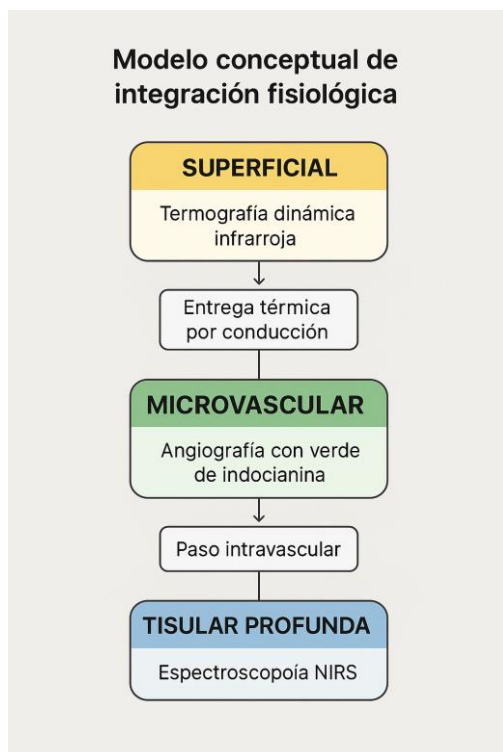 Modelo conceptual de
integración fisiológica
SUPERFICIAL
Termografía dinámica
infrarroja
Entrega térmica
por conducción
MICROVASCULAR
Angiografía con verde
de indocianina
Paso intravascular
TISULAR PROFUNDA
Espectroscopoía NIRS